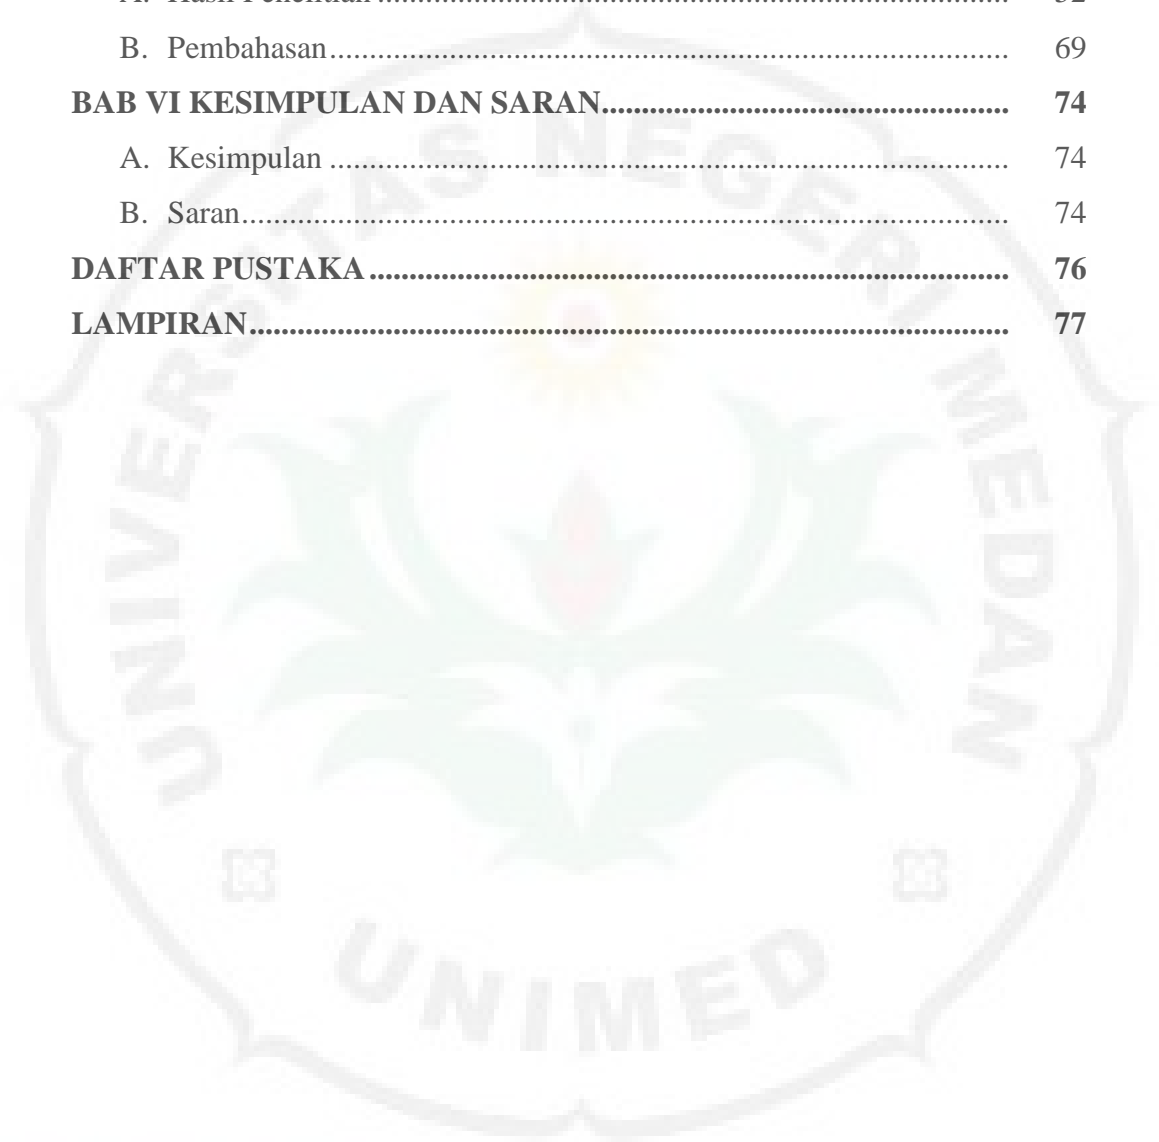 B. Pembahasan........................................................................................ 69
BAB VI KESIMPULAN DAN SARAN.................................................. 74
A. Kesimpulan ........................................................................................ 74
B. Saran.................................................................................................... 74
DAFTAR PUSTAKA ................................................................................ 76
LAMPIRAN................................................................................................ 77
UNIVERSITAS NEGERI MEDAN
UNIMED